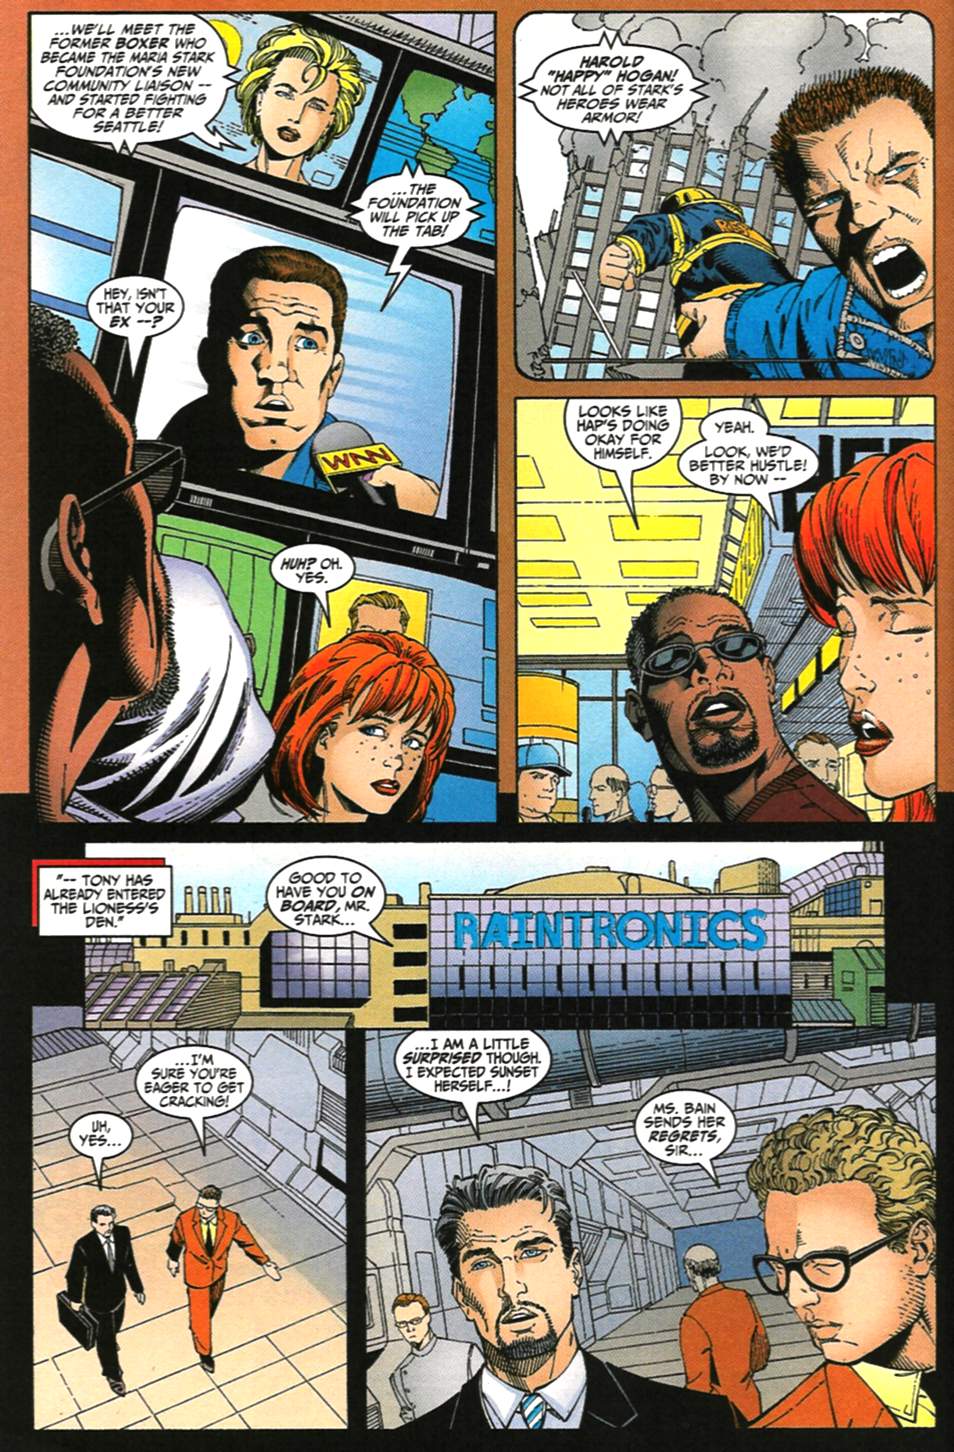 ...WE'LL MEET THE
FORMER BOXER WHO
BECAME THE MARIA STARK
FOUNDATION'S NEW
COMMUNITY LIAISON --
AND STARTED FIGHTING
FOR A BETTER
SEATTLE!
...THE
FOUNDATION
WILL PICK UP
THE TAB!
HEY, ISN'T
THAT YOUR
EX --?
WNN
HUH? OH.
YES.
HAROLD
"HAPPY" HOGAN!
NOT ALL OF STARK'S
HEROES WEAR
ARMOR!
LOOKS LIKE
HAP'S DOING
OKAY FOR
HIMSELF.
YEAH.
LOOK, WE'D
BETTER HUSTLE!
BY NOW --
"-- TONY HAS
ALREADY ENTERED
THE LIONESS'S
DEN."
GOOD TO
HAVE YOU ON
BOARD, MR.
STARK...
RAINTRONICS
...I'M
SURE YOU'RE
EAGER TO GET
CRACKING!
UH,
YES...
...I AM A LITTLE
SURPRISED THOUGH.
I EXPECTED SUNSET
HERSELF...!
MS. BAIN
SENDS HER
REGRETS,
SIR...